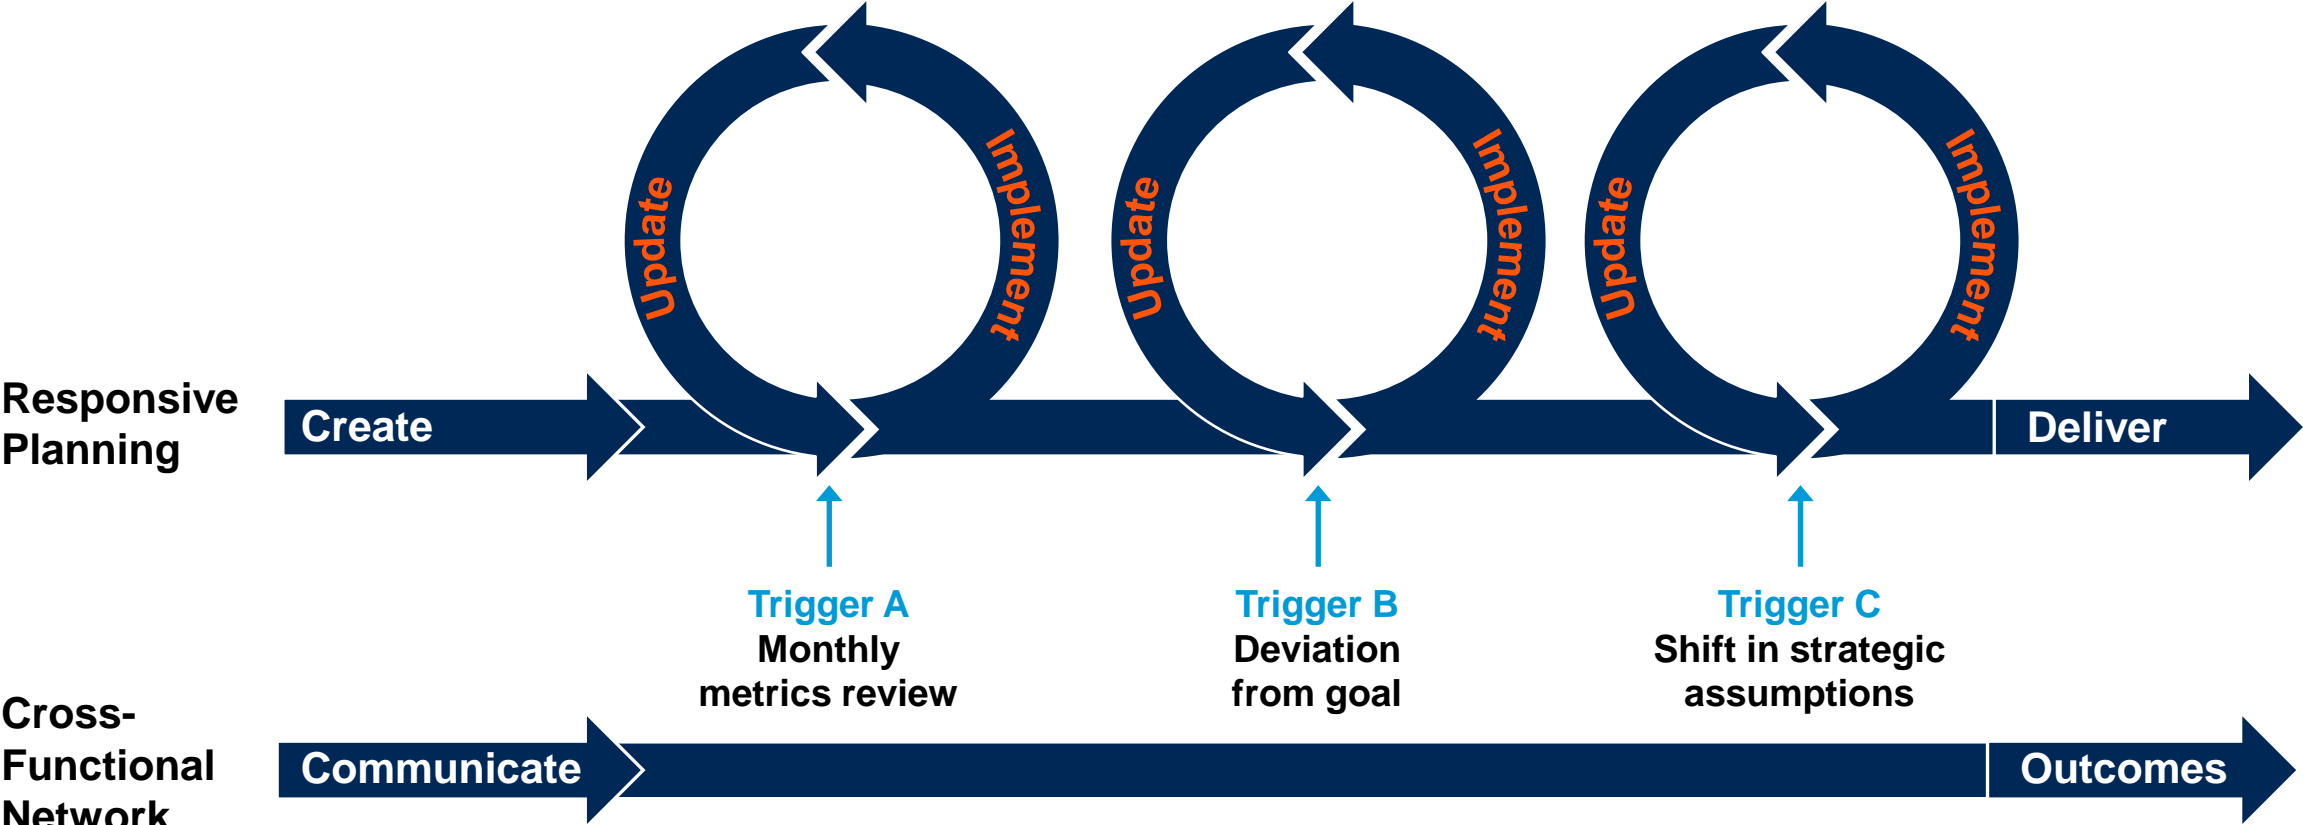 Update
Implement
Update
Implement
Update
Implement
Responsive
Planning
Create
Deliver
Trigger A
Monthly
metrics review
Trigger B
Deviation
from goal
Trigger C
Shift in strategic
assumptions
Cross-
Functional
Network
Communicate
Outcomes